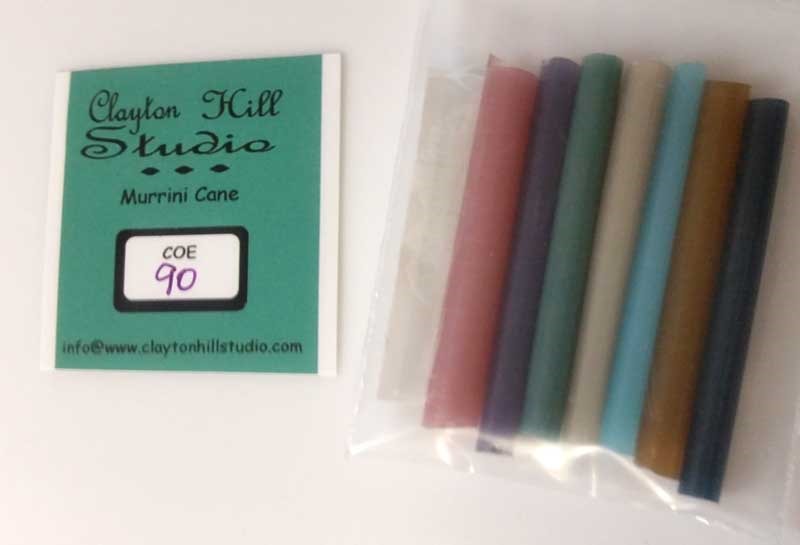 Clayton Hill
Studio
Murrini Cane
COE
90
info@www.claytonhillstudio.com